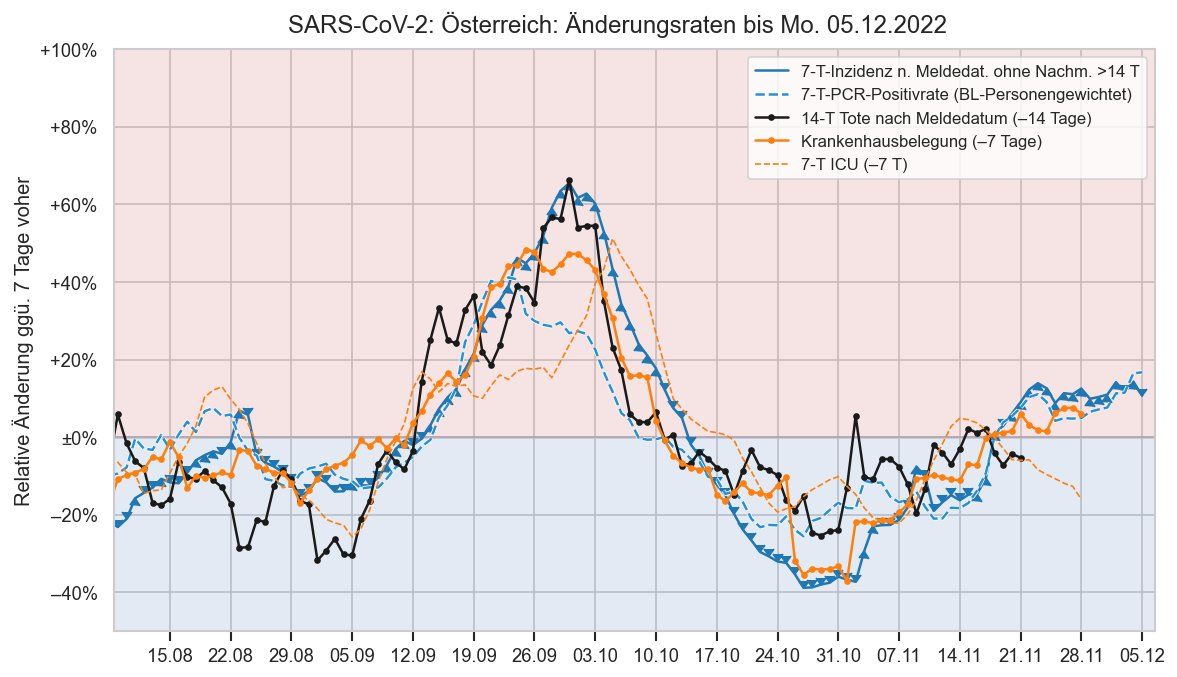 SARS-CoV-2: Österreich: Änderungsraten bis Mo. 05.12.2022
Relative Änderung ggü. 7 Tage voher
+100%
+80%
+60%
+40%
+20%
±0%
–20%
–40%
7-T-Inzidenz n. Meldedat. ohne Nachm. >14 T
7-T-PCR-Positivrate (BL-Personengewichtet)
14-T Tote nach Meldedatum (–14 Tage)
Krankenhausbelegung (–7 Tage)
7-T ICU (–7 T)
15.08 22.08 29.08 05.09 12.09 19.09 26.09 03.10 10.10 17.10 24.10 31.10 07.11 14.11 21.11 28.11 05.12